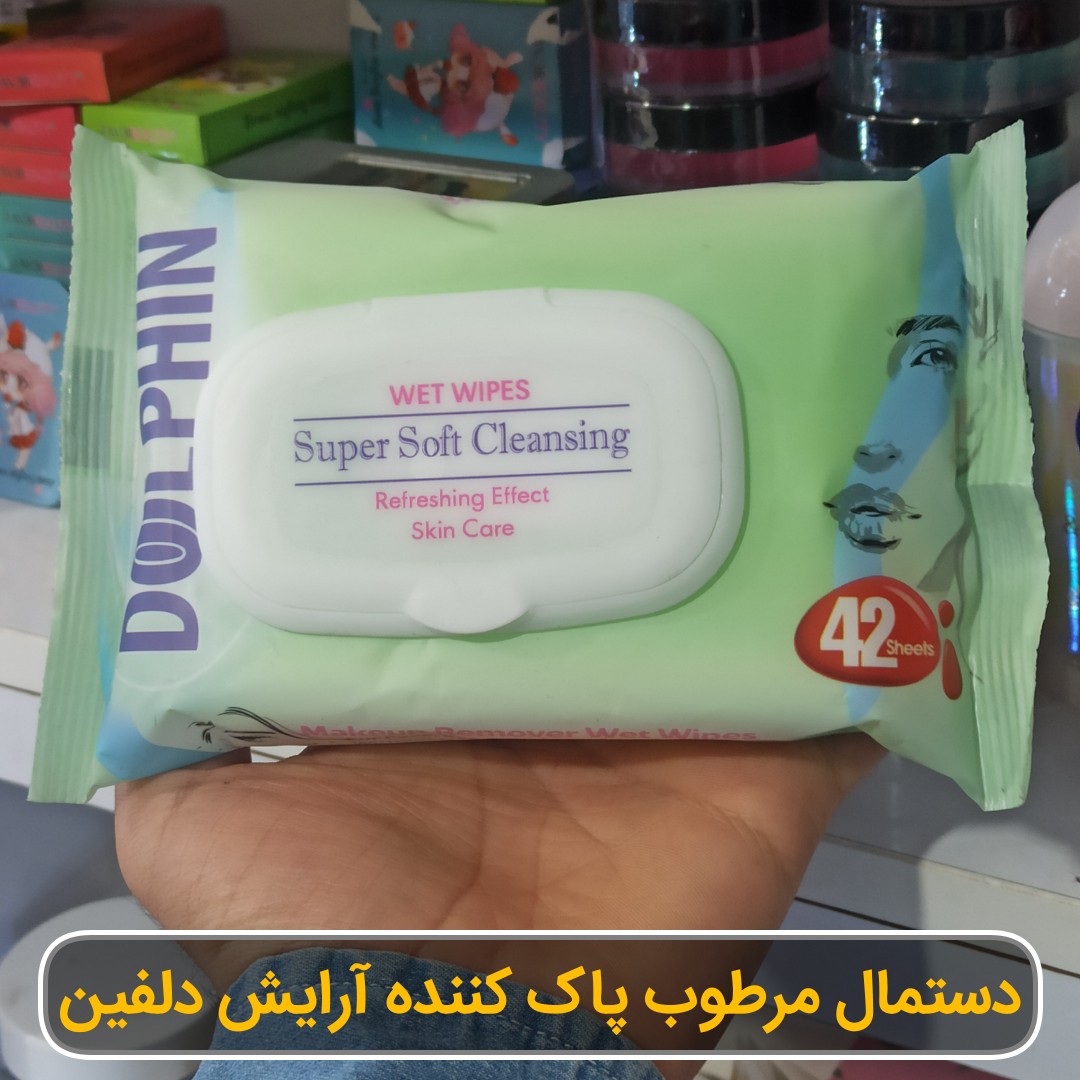 DOLPHIN
WET WIPES
Super Soft Cleansing
Refreshing Effect
Skin Care
42
Sheets
Makeup Remover Wet Wipes
دستمال مرطوب پاک کننده آرایش دلفین